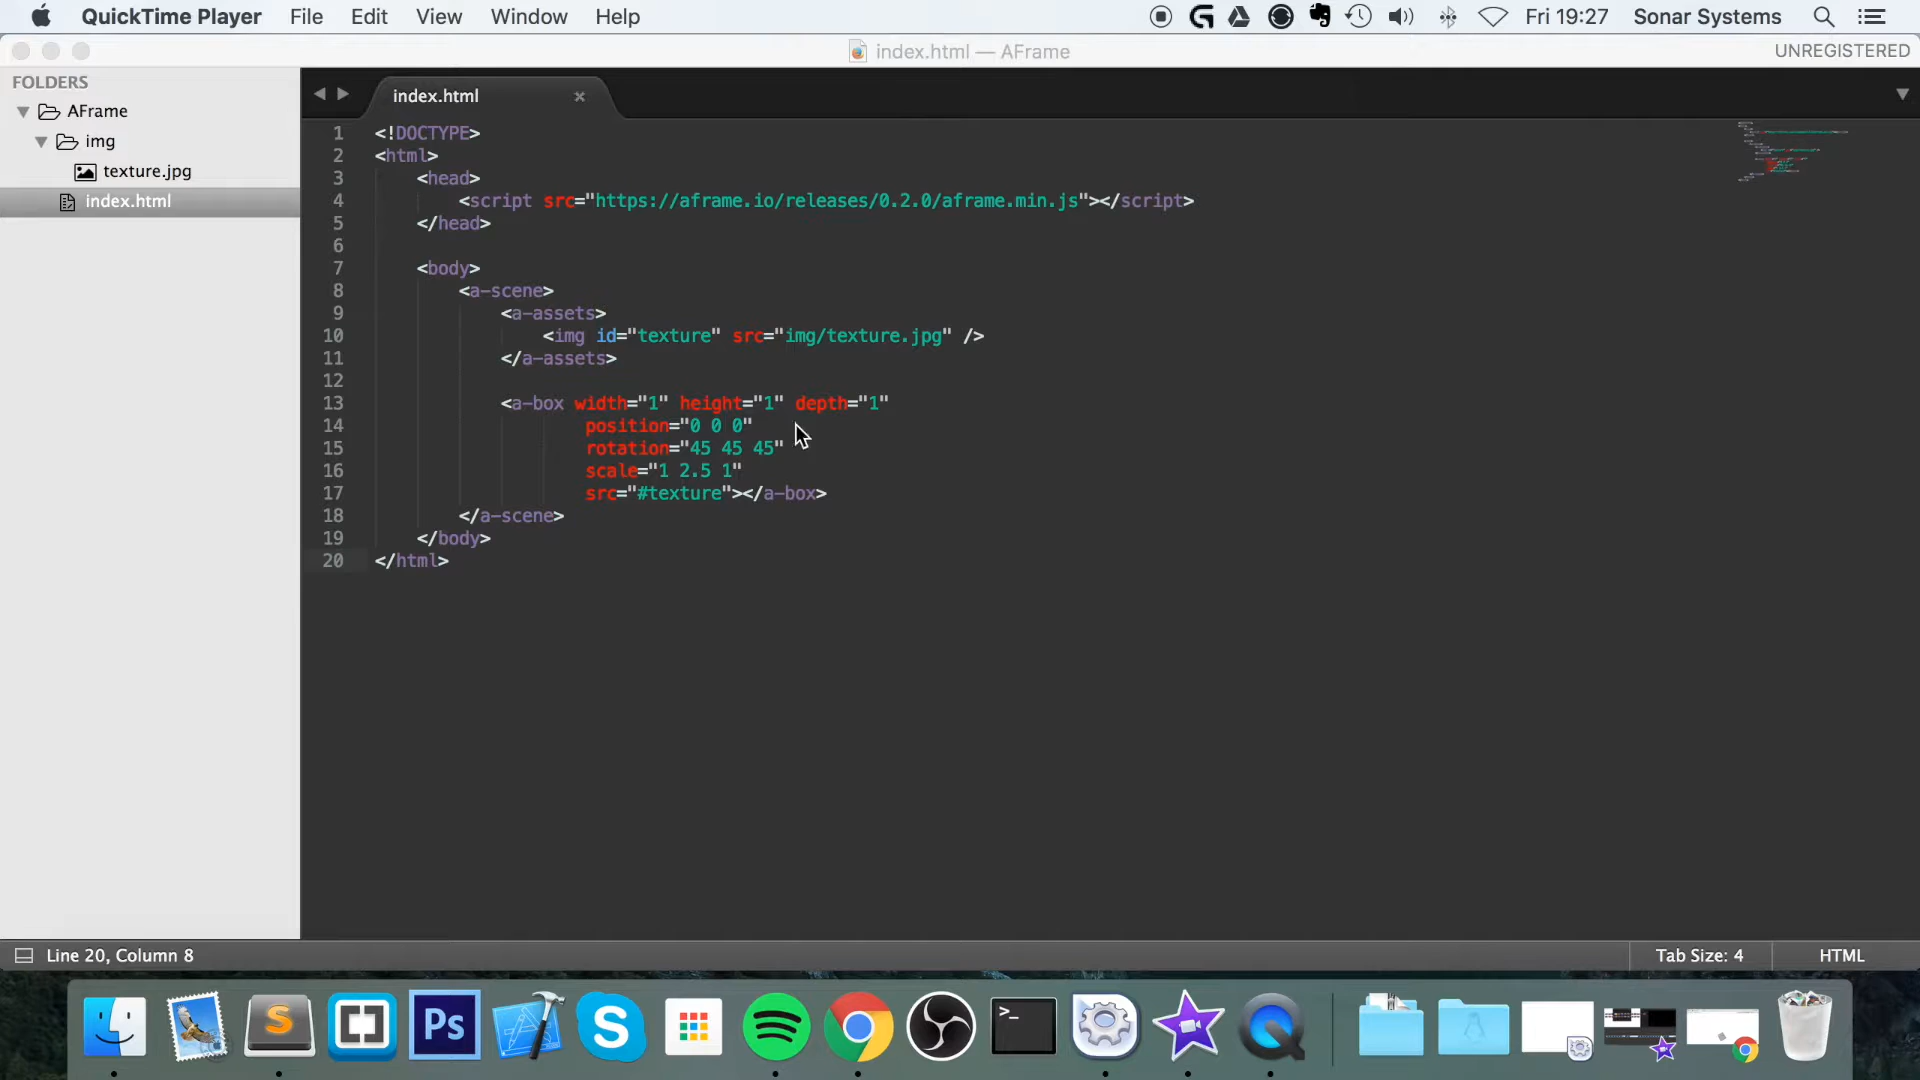 QuickTime Player File Edit View Window Help Fri 19:27 Sonar Systems
index.html — AFrame UNREGISTERED
FOLDERS
AFrame
img
texture.jpg
index.html
index.html
1 <!DOCTYPE>
2 <html>
3 <head>
4 <script src="https://aframe.io/releases/0.2.0/aframe.min.js"></script>
5 </head>
6
7 <body>
8 <a-scene>
9 <a-assets>
10 <img id="texture" src="img/texture.jpg" />
11 </a-assets>
12
13 <a-box width="1" height="1" depth="1"
14 position="0 0 0"
15 rotation="45 45 45"
16 scale="1 2.5 1"
17 src="#texture"></a-box>
18 </a-scene>
19 </body>
20 </html>
Line 20, Column 8 Tab Size: 4 HTML
S Ps S >_ Q